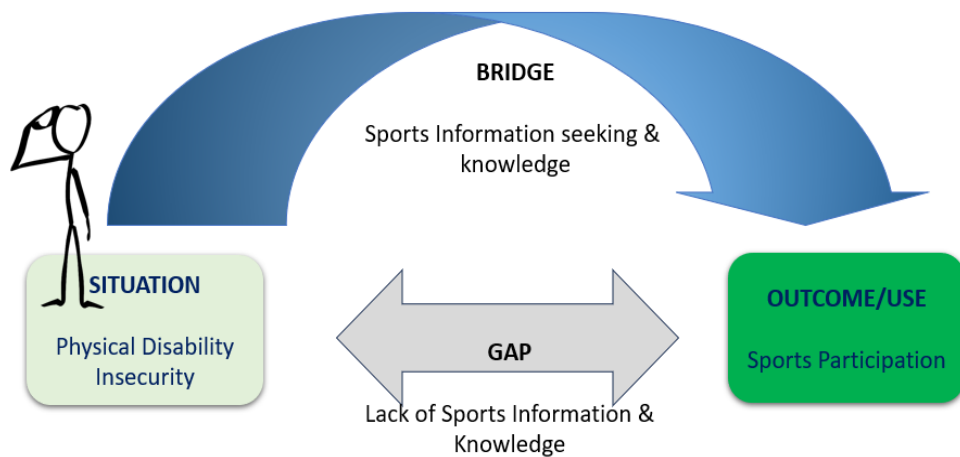 BRIDGE
Sports Information seeking &
knowledge
SITUATION
Physical Disability
Insecurity
GAP
Lack of Sports Information &
Knowledge
OUTCOME/USE
Sports Participation